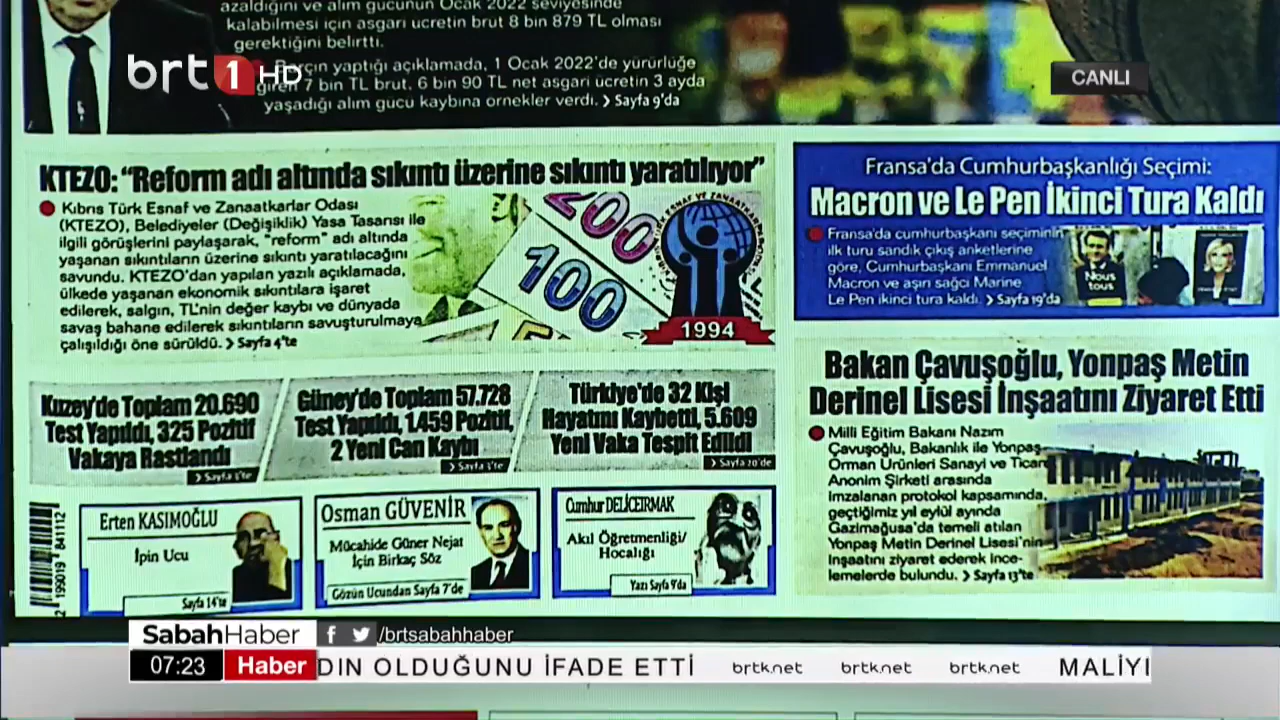 azaldığını ve alım gücünün Ocak 2022 seviyesinde
kalabilmesi için asgari ücretin brut 8 bin 879 TL olması
gerektiğini belirtti.
yaptığı açıklamada, 1 Ocak 2022'de yürürlüğe
giren 7 bin TL brut, 6 bin 90 TL net asgari ücretin 3 ayda
yaşadığı alım gücü kaybına ornekler verdi. > Sayfa 9'da
brt 1 HD
CANLI
KTEZO: "Reform adı altında sıkıntı üzerine sıkıntı yaratılıyor"
Kıbrıs Türk Esnaf ve Zanaatkarlar Odası
(KTEZO), Belediyeler (Değişiklik) Yasa Tasarısı ile
ilgili görüşlerini paylaşarak, "reform" adı altında
yaşanan sıkıntıların üzerine sıkıntı yaratılacağını
savundu. KTEZO'dan yapılan yazılı açıklamada,
ülkede yaşanan ekonomik sıkıntılara işaret
edilerek, salgın, TL'nin değer kaybı ve dünyada
savaş bahane edilerek sıkıntıların savuşturulmaya
çalışıldığı öne sürüldü. > Sayfa 4'te
200
100
1994
Fransa'da Cumhurbaşkanlığı Seçimi:
Macron ve Le Pen İkinci Tura Kaldı
Fransa'da cumhurbaşkanı seçiminin
ilk turu sandık çıkış anketlerine
göre, Cumhurbaşkanı Emmanuel
Macron ve aşırı sağcı Marine
Le Pen ikinci tura kaldı. > Sayfa 19'da
Nous
tous
Kuzey'de Toplam 20.690
Test Yapıldı, 325 Pozitif
Vakaya Rastlandı
Güney'de Toplam 57.728
Test Yapıldı, 1.459 Pozitif,
2 Yeni Can Kaybı
Türkiye'de 32 Kişi
Hayatını Kaybetti, 5.609
Yeni Vaka Tespit Edildi
> Sayfa 20'de
Bakan Çavuşoğlu, Yonpaş Metin
Derinel Lisesi İnşaatını Ziyaret Etti
Milli Eğitim Bakanı Nazım
Çavuşoğlu, Bakanlık ile Yonpaş
Orman Urünleri Sanayi ve Ticari
Anonim Şirketi arasında
imzalanan protokol kapsamında,
geçtiğimiz yıl eylül ayında
Gazimağusa'da temeli atılan
Yonpaş Metin Derinel Lisesi'nin
inşaatını ziyaret ederek ince-
lemelerde bulundu. > Sayfa 13'te
Erten KASIMOĞLU
İpin Ucu
Sayfa 14'te
Osman GÜVENİR
Mücahide Güner Nejat
İçin Birkaç Söz
Gözün Ucundan Sayfa 7'de
Cumhur DELİCEIRMAK
Akıl Öğretmenliği/
Hocalığı
Yazı Sayfa 9'da
2 199019 841112
SabahHaber
/brtsabahhaber
07:23
Haber
DIN OLDUĞUNU İFADE ETTİ brtk.net brtk.net brtk.net MALİYI